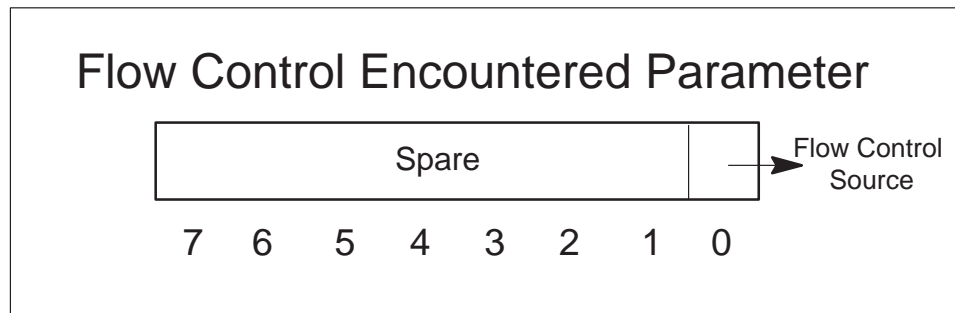 Flow Control Encountered Parameter
Spare
Flow Control
Source
7 6 5 4 3 2 1 0